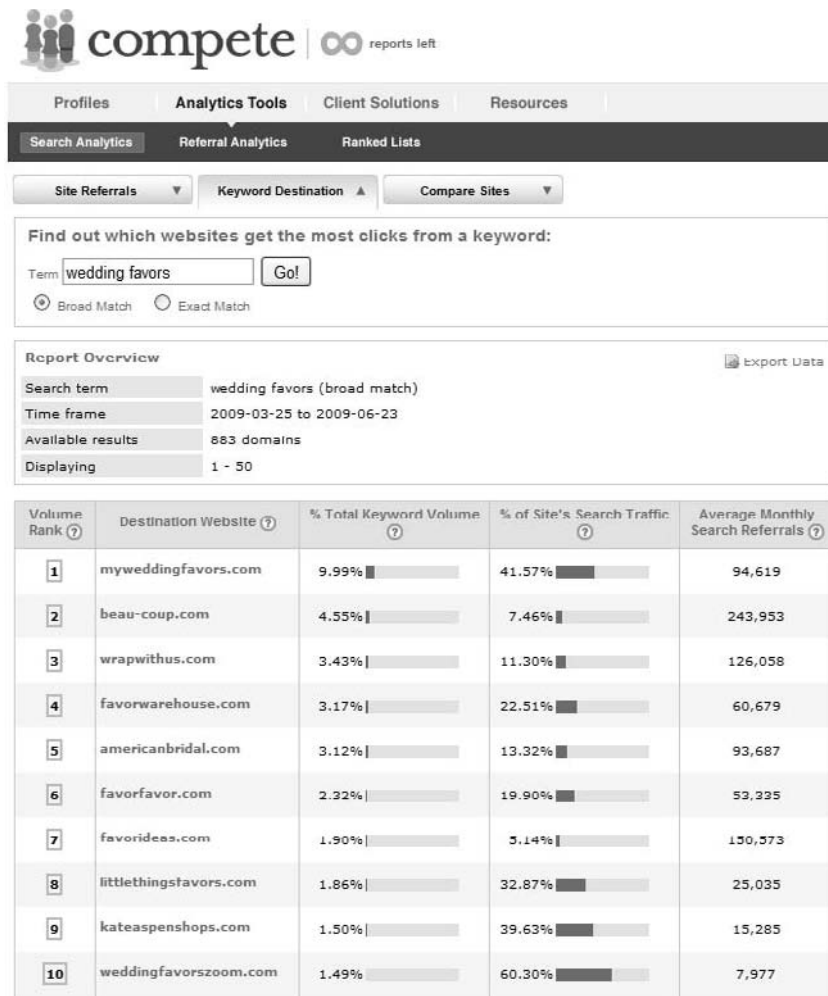 compete reports left
Profiles Analytics Tools Client Solutions Resources
Search Analytics Referral Analytics Ranked Lists
Site Referrals Keyword Destination Compare Sites
Find out which websites get the most clicks from a keyword:
Term wedding favors Go!
Broad Match Exact Match
Report Overview Export Data
Search term wedding favors (broad match)
Time frame 2009-03-25 to 2009-06-23
Available results 883 domains
Displaying 1 - 50
Volume Rank ? Destination Website ? % Total Keyword Volume ? % of Site's Search Traffic ? Average Monthly Search Referrals ?
1 myweddingfavors.com 9.99% 41.57% 94,619
2 beau-coup.com 4.55% 7.46% 243,953
3 wrapwithus.com 3.43% 11.30% 126,058
4 favorwarehouse.com 3.17% 22.51% 60,679
5 americanbridal.com 3.12% 13.32% 93,687
6 favorfavor.com 2.32% 19.90% 53,335
7 favorideas.com 1.90% 5.14% 150,573
8 littlethingsfavors.com 1.86% 32.87% 25,035
9 kateaspenshops.com 1.50% 39.63% 15,285
10 weddingfavorszoom.com 1.49% 60.30% 7,977